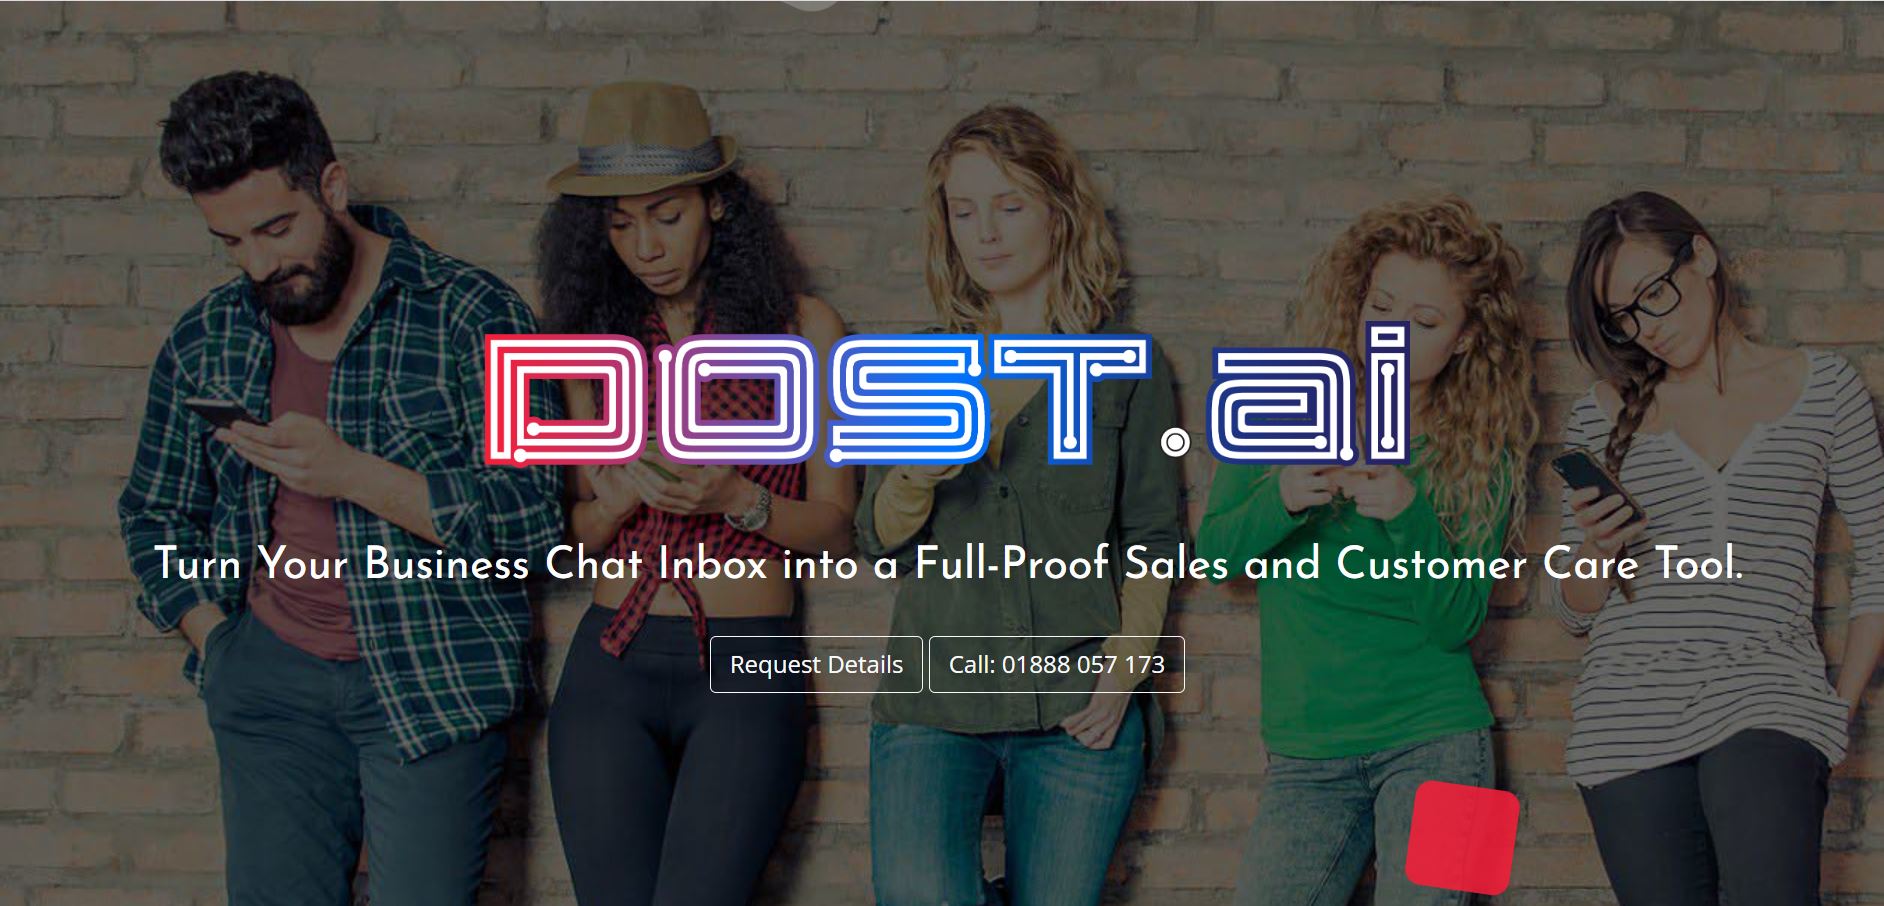 DOST.ai
Turn Your Business Chat Inbox into a Full-Proof Sales and Customer Care Tool.
Request Details
Call: 01888 057 173